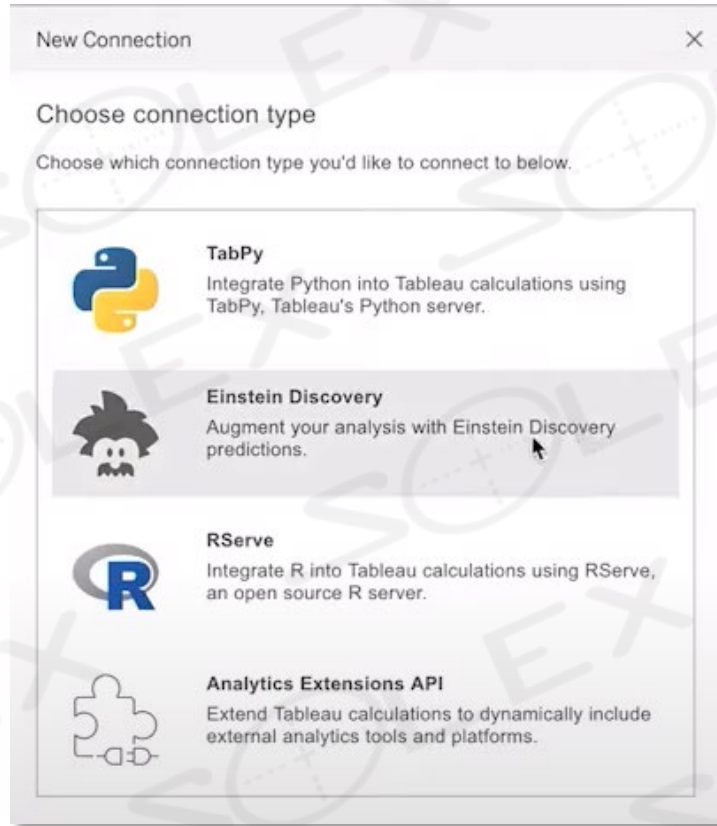 New Connection
Choose connection type
Choose which connection type you'd like to connect to below.
TabPy
Integrate Python into Tableau calculations using
TabPy, Tableau's Python server.
Einstein Discovery
Augment your analysis with Einstein Discovery
predictions.
RServe
Integrate R into Tableau calculations using RServe,
an open source R server.
Analytics Extensions API
Extend Tableau calculations to dynamically include
external analytics tools and platforms.
SOLEX